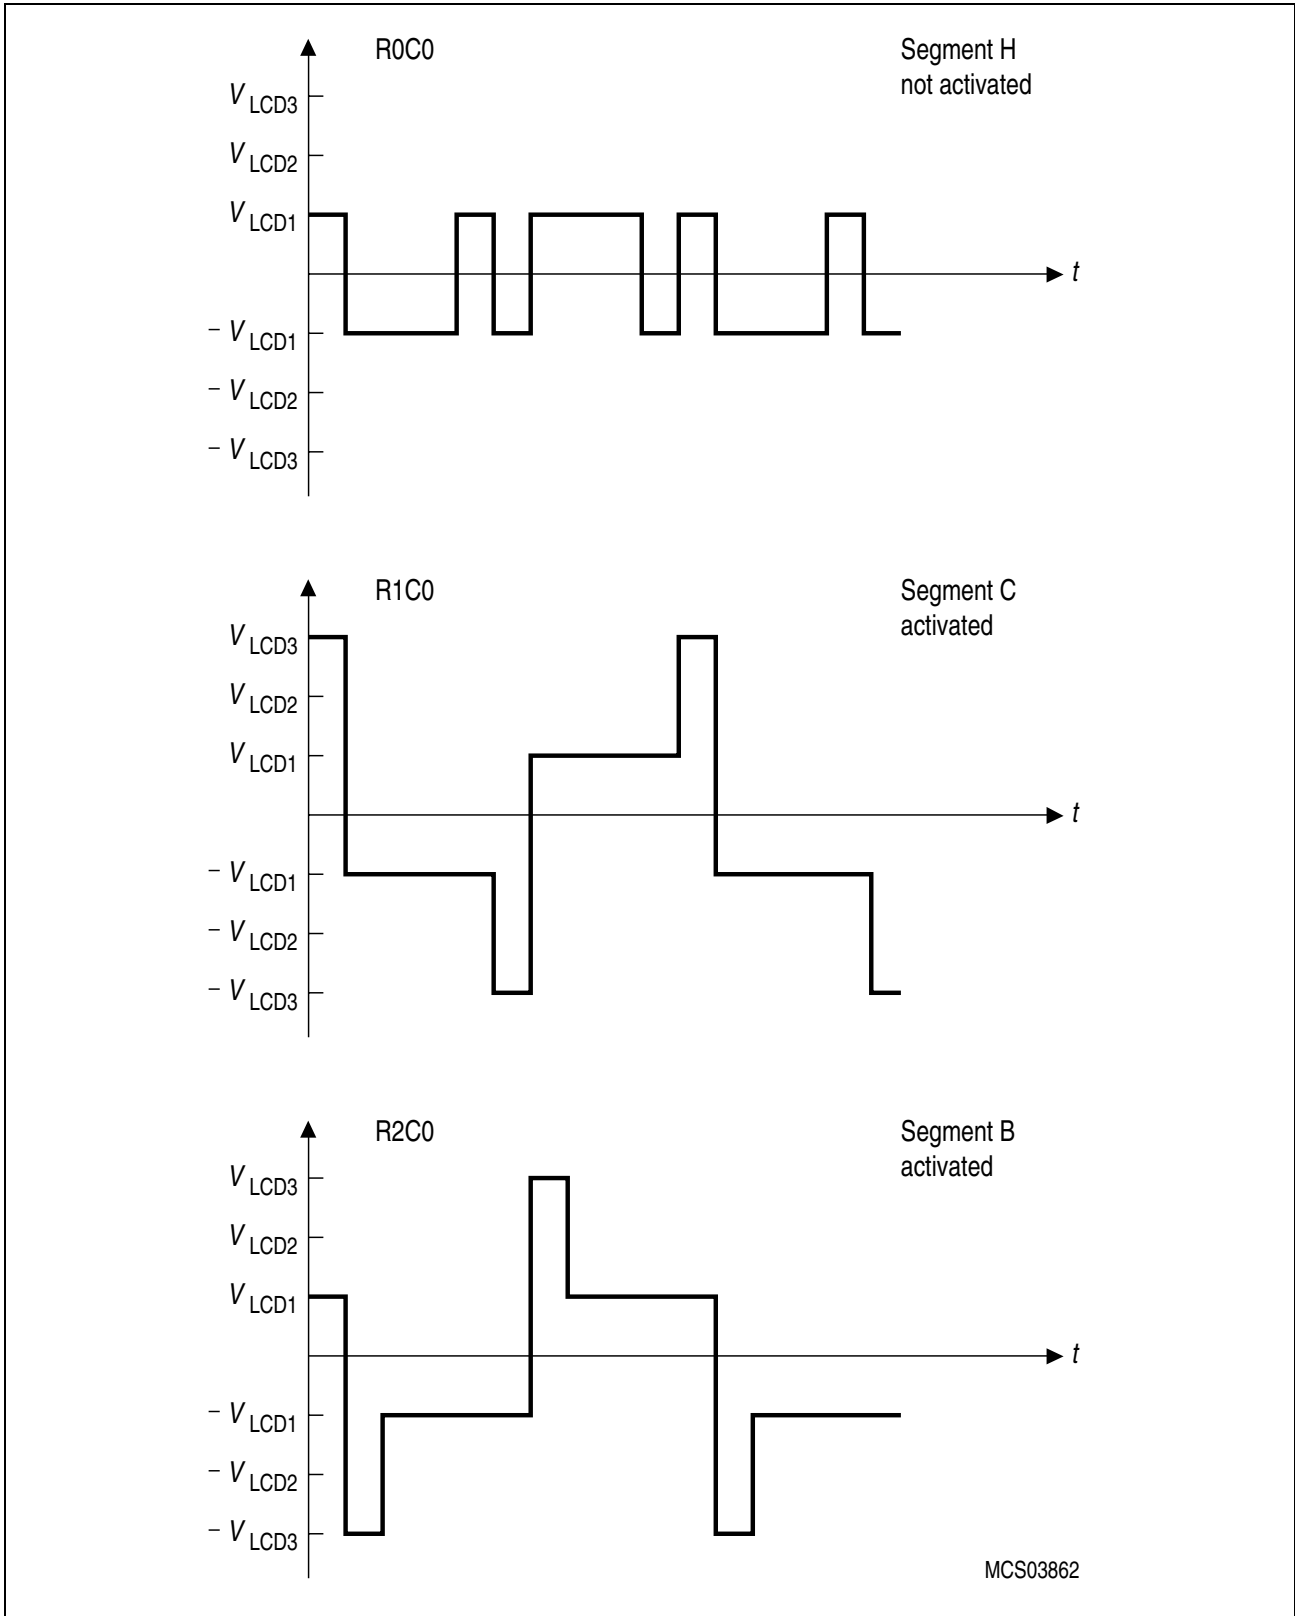 R0C0
Segment H
not activated
V LCD3
V LCD2
V LCD1
t
– V LCD1
– V LCD2
– V LCD3
R1C0
Segment C
activated
V LCD3
V LCD2
V LCD1
t
– V LCD1
– V LCD2
– V LCD3
R2C0
Segment B
activated
V LCD3
V LCD2
V LCD1
t
– V LCD1
– V LCD2
– V LCD3
MCS03862